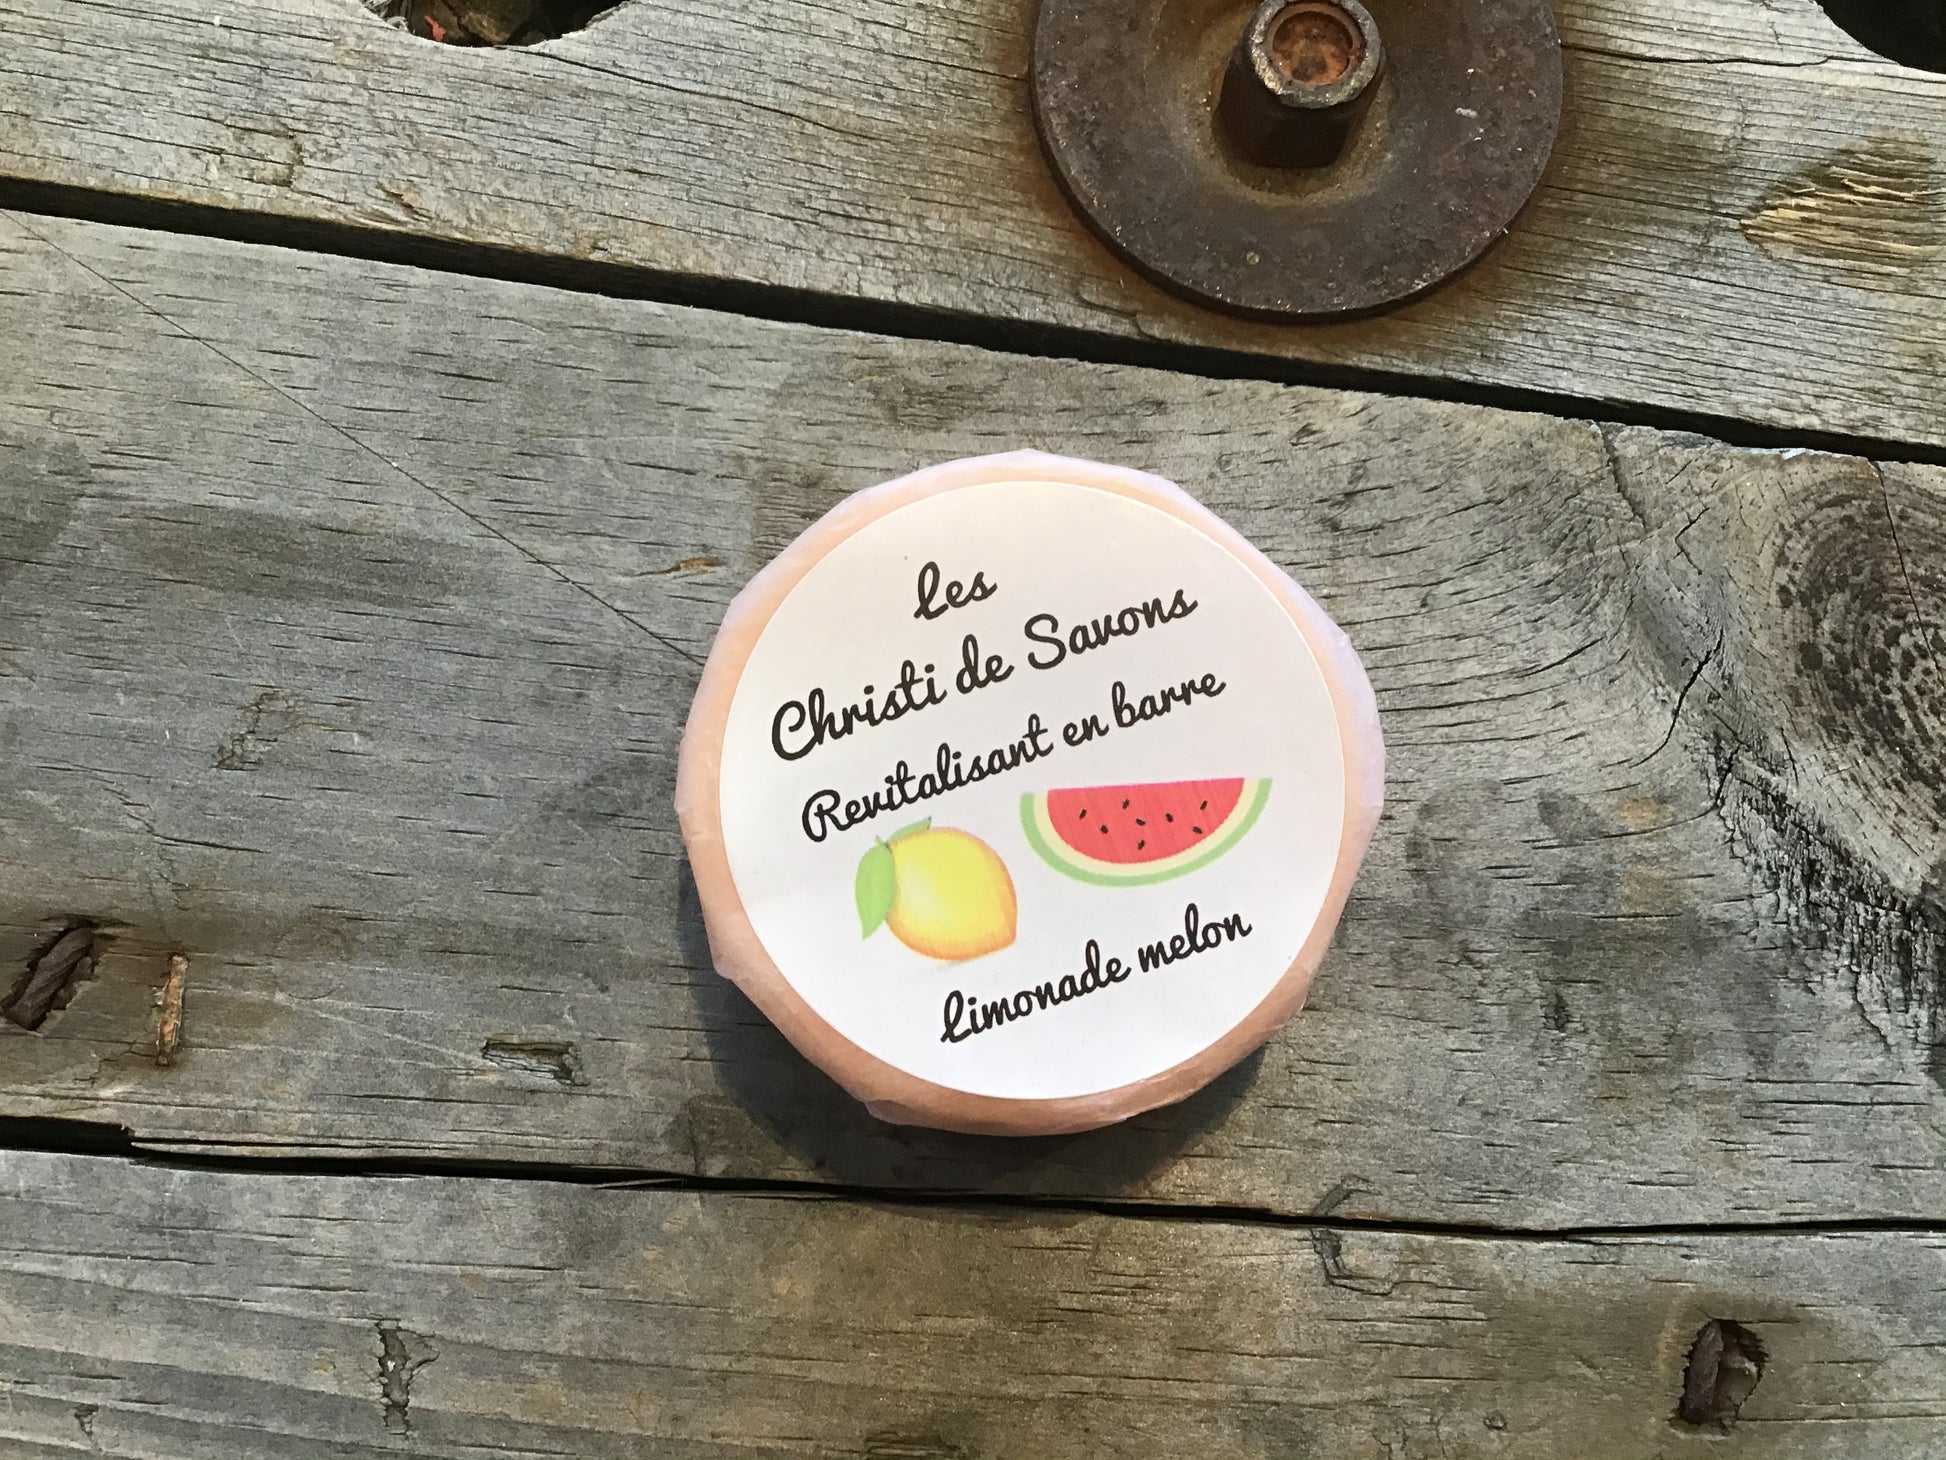 Les
Christi de Savons
Revitalisant en barre
Limonade melon